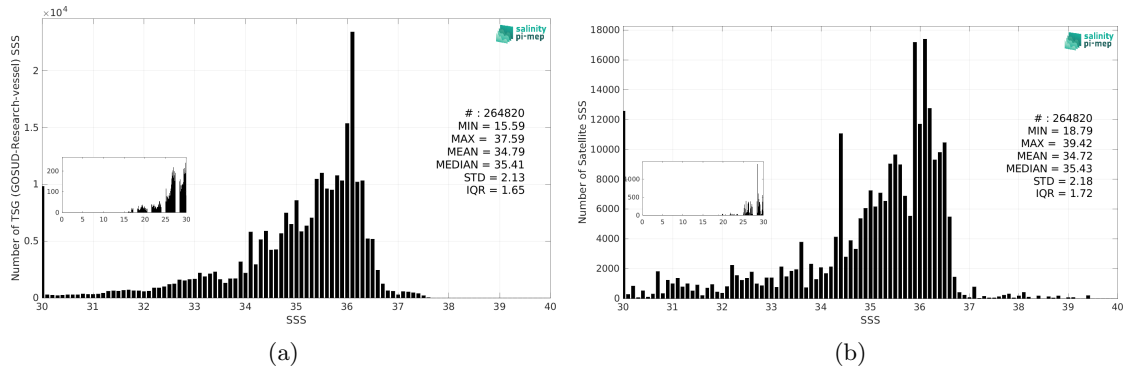 ×10⁴
salinity
pi-mep
Number of TSG (GOSUD-Research-vessel) SSS
2
1.5
1
0.5
0
# : 264820
MIN = 15.59
MAX = 37.59
MEAN = 34.79
MEDIAN = 35.41
STD = 2.13
IQR = 1.65
200
100
0
0 5 10 15 20 25 30
30 31 32 33 34 35 36 37 38 39 40
SSS
(a)
salinity
pi-mep
Number of Satellite SSS
18000
16000
14000
12000
10000
8000
6000
4000
2000
0
# : 264820
MIN = 18.79
MAX = 39.42
MEAN = 34.72
MEDIAN = 35.43
STD = 2.18
IQR = 1.72
1000
500
0
0 5 10 15 20 25 30
30 31 32 33 34 35 36 37 38 39 40
SSS
(b)